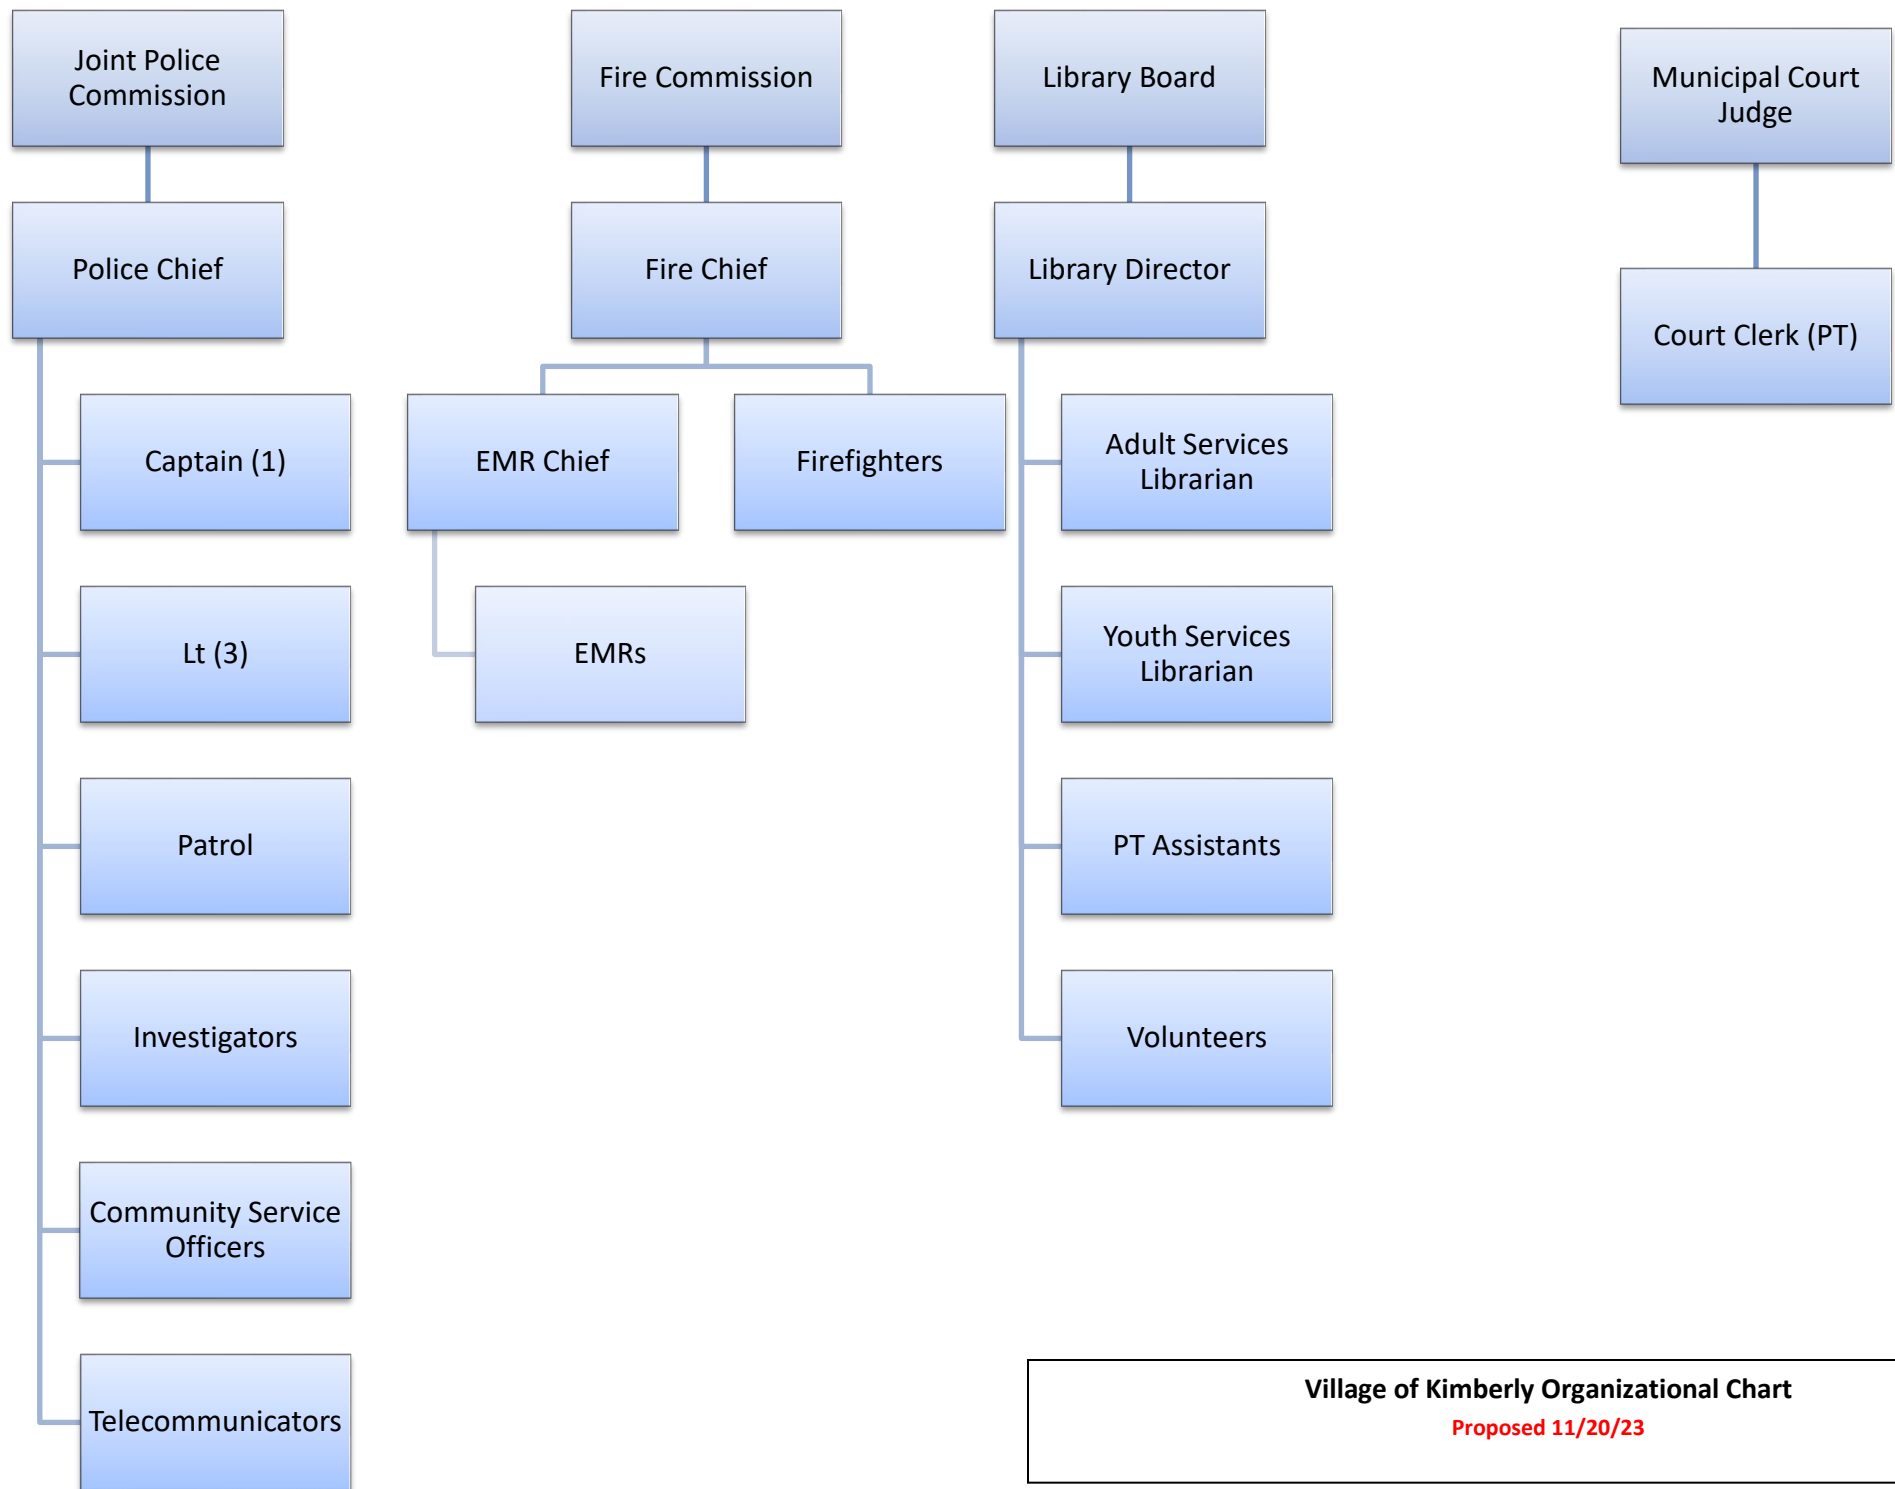 Joint Police
Commission
Police Chief
Captain (1)
Lt (3)
Patrol
Investigators
Community Service
Officers
Telecommunicators
Fire Commission
Fire Chief
EMR Chief
Firefighters
EMRs
Library Board
Library Director
Adult Services
Librarian
Youth Services
Librarian
PT Assistants
Volunteers
Municipal Court
Judge
Court Clerk (PT)
Village of Kimberly Organizational Chart
Proposed 11/20/23